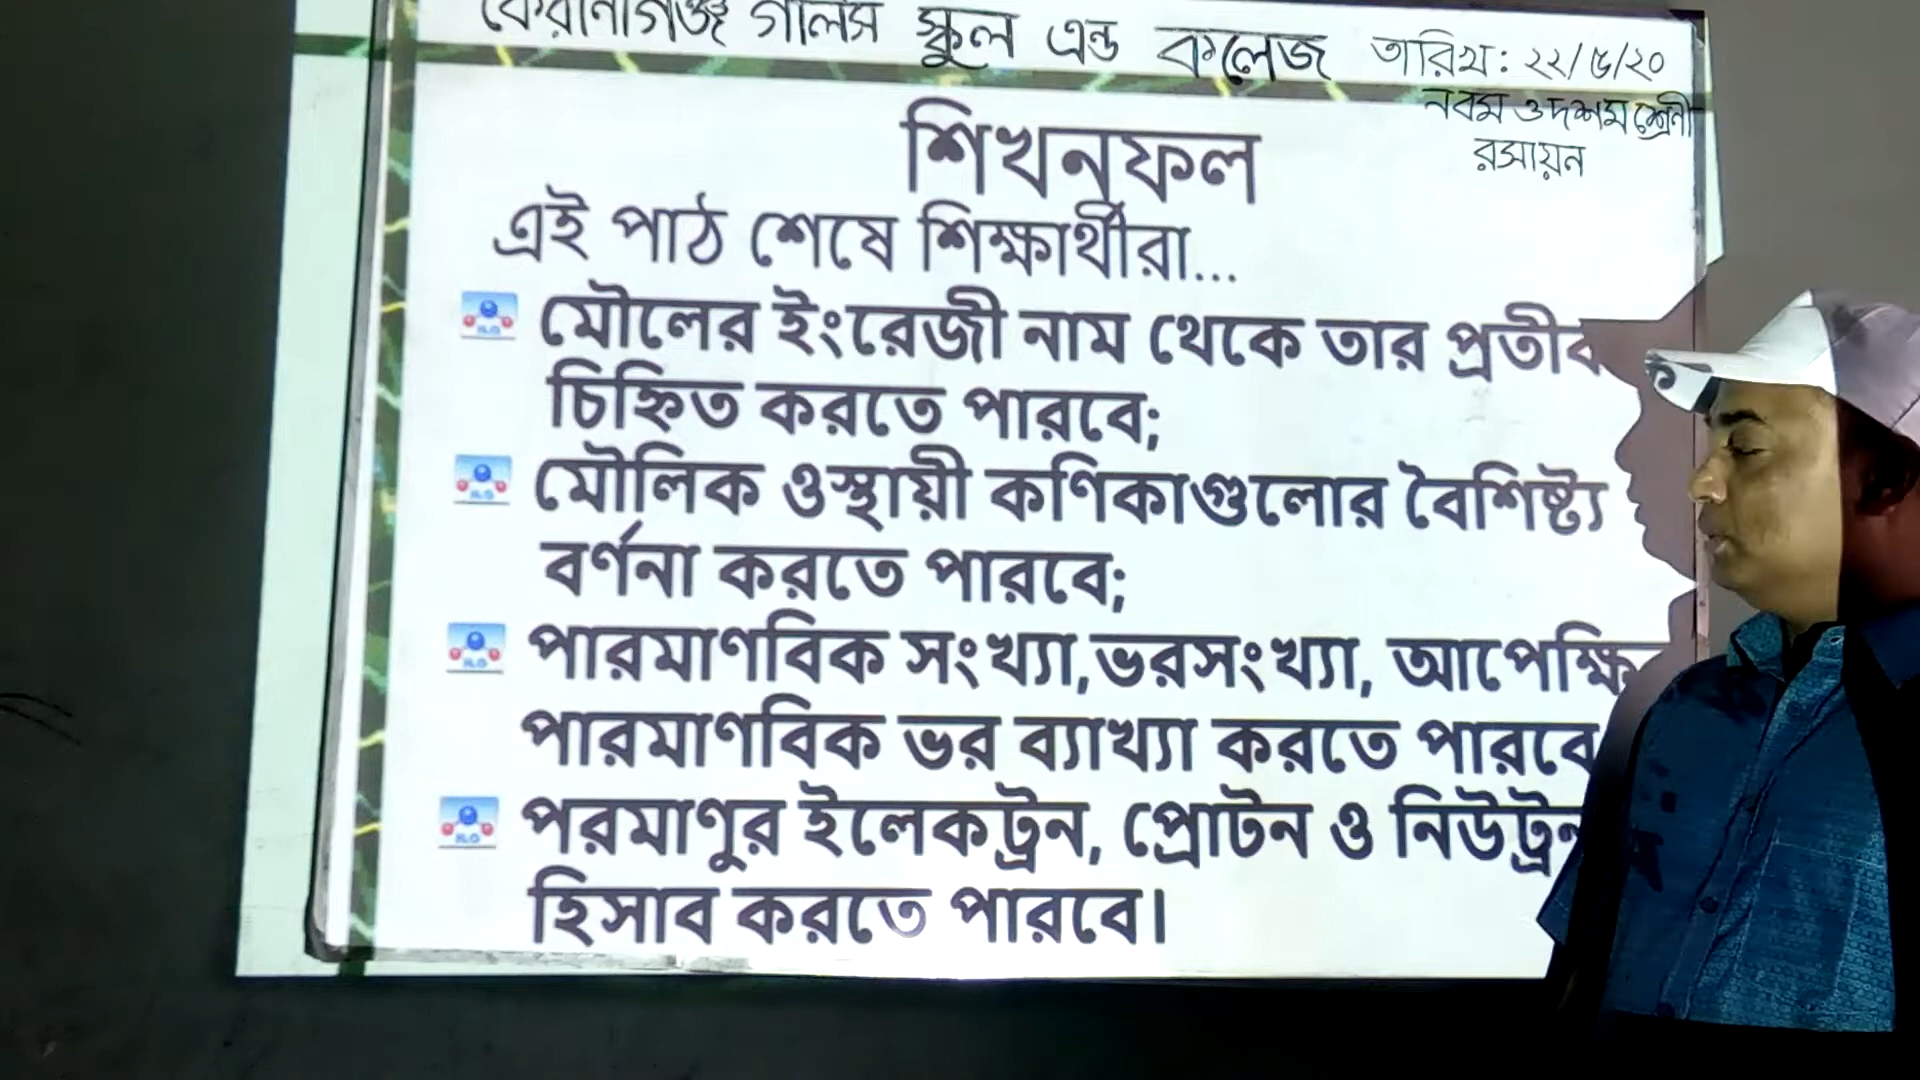 কেরানীগঞ্জ গার্লস স্কুল এন্ড কলেজ তারিখ: ২২/৫/২০
নবম ও দশম শ্রেনী
রসায়ন
শিখনফল
এই পাঠ শেষে শিক্ষার্থীরা...
মৌলের ইংরেজী নাম থেকে তার প্রতীক
চিহ্নিত করতে পারবে;
মৌলিক ওস্থায়ী কণিকাগুলোর বৈশিষ্ট্য
বর্ণনা করতে পারবে;
পারমাণবিক সংখ্যা,ভরসংখ্যা, আপেক্ষিক
পারমাণবিক ভর ব্যাখ্যা করতে পারবে
পরমাণুর ইলেকট্রন, প্রোটন ও নিউট্রন
হিসাব করতে পারবে।